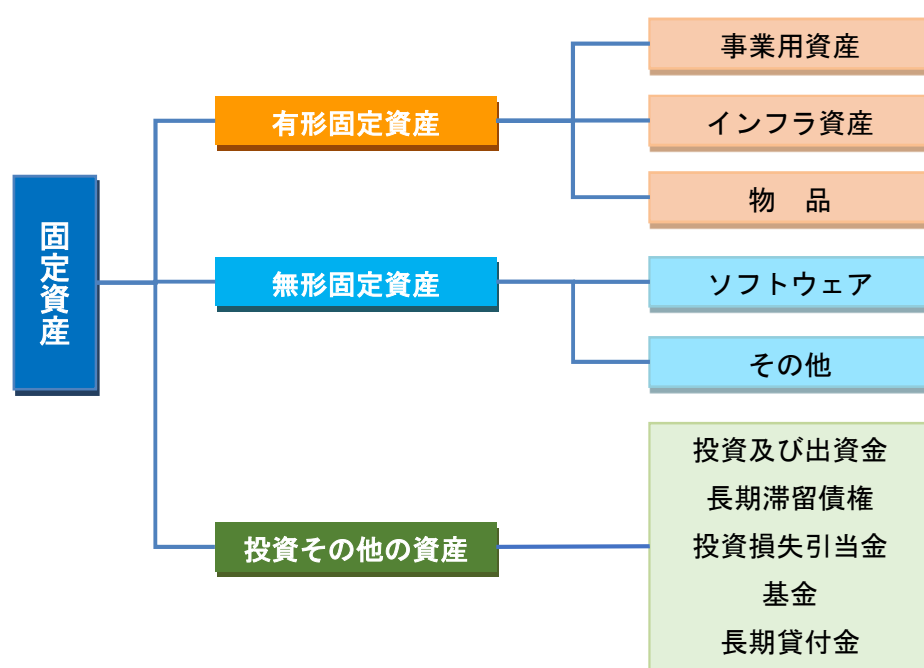 固定資産
有形固定資産
事業用資産
インフラ資産
物　品
無形固定資産
ソフトウェア
その他
投資その他の資産
投資及び出資金
長期滞留債権
投資損失引当金
基金
長期貸付金